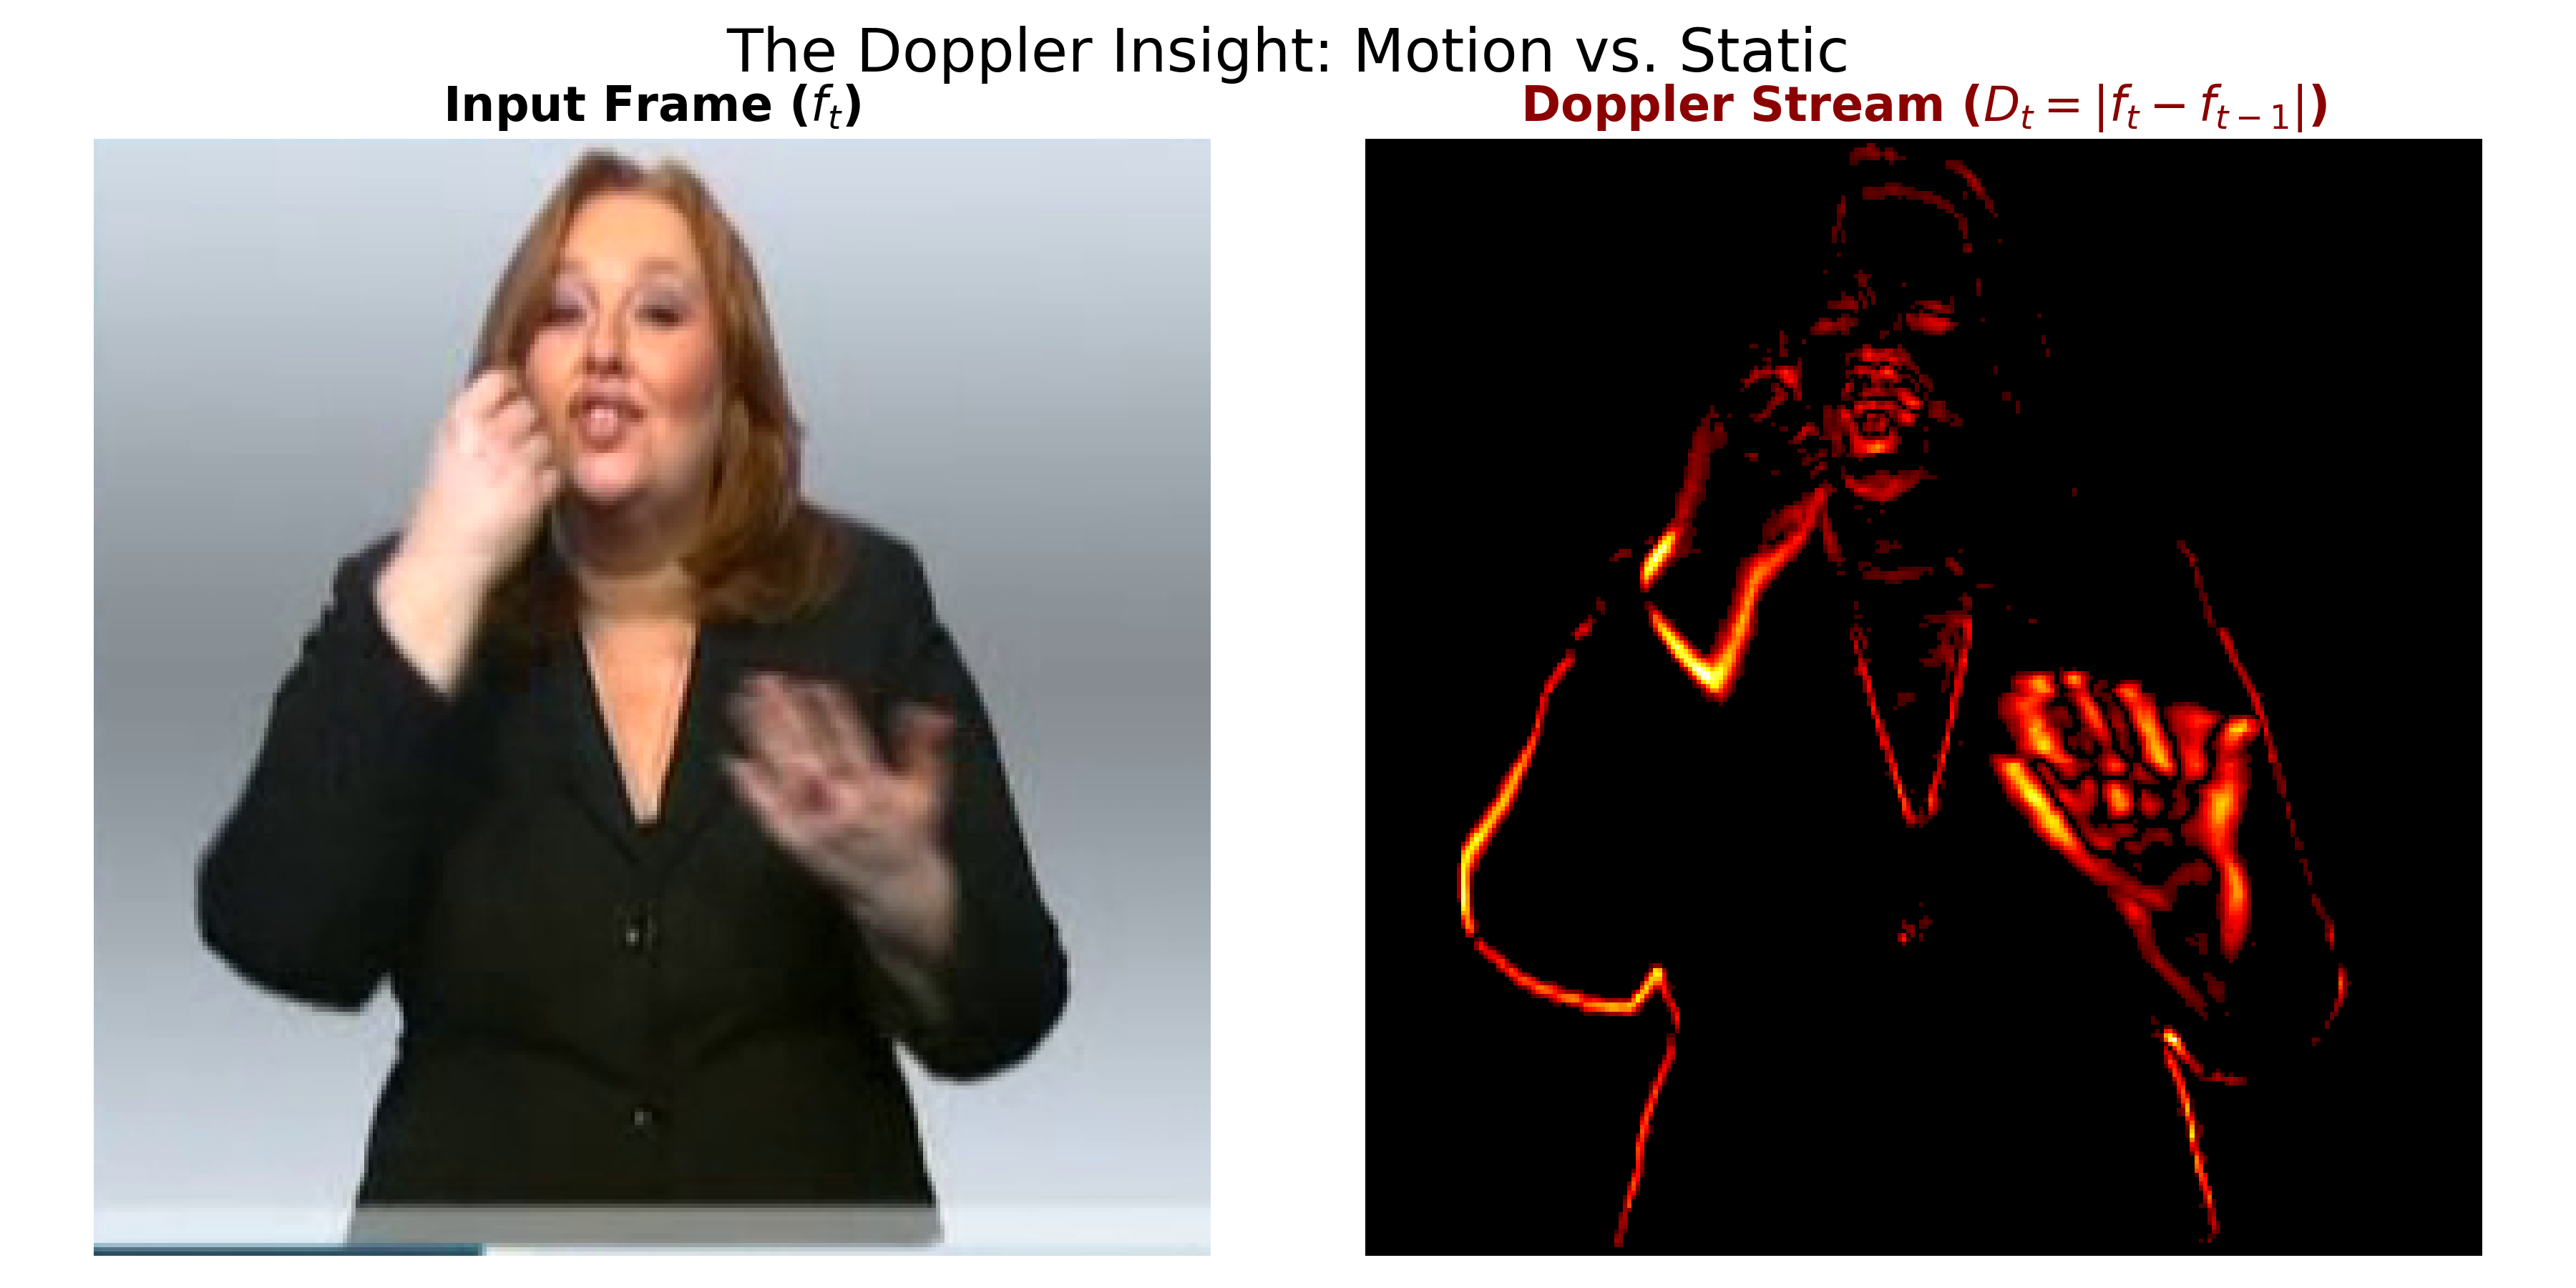 The Doppler Insight: Motion vs. Static
Input Frame (f_t)
Doppler Stream (D_t = |f_t − f_{t−1}|)